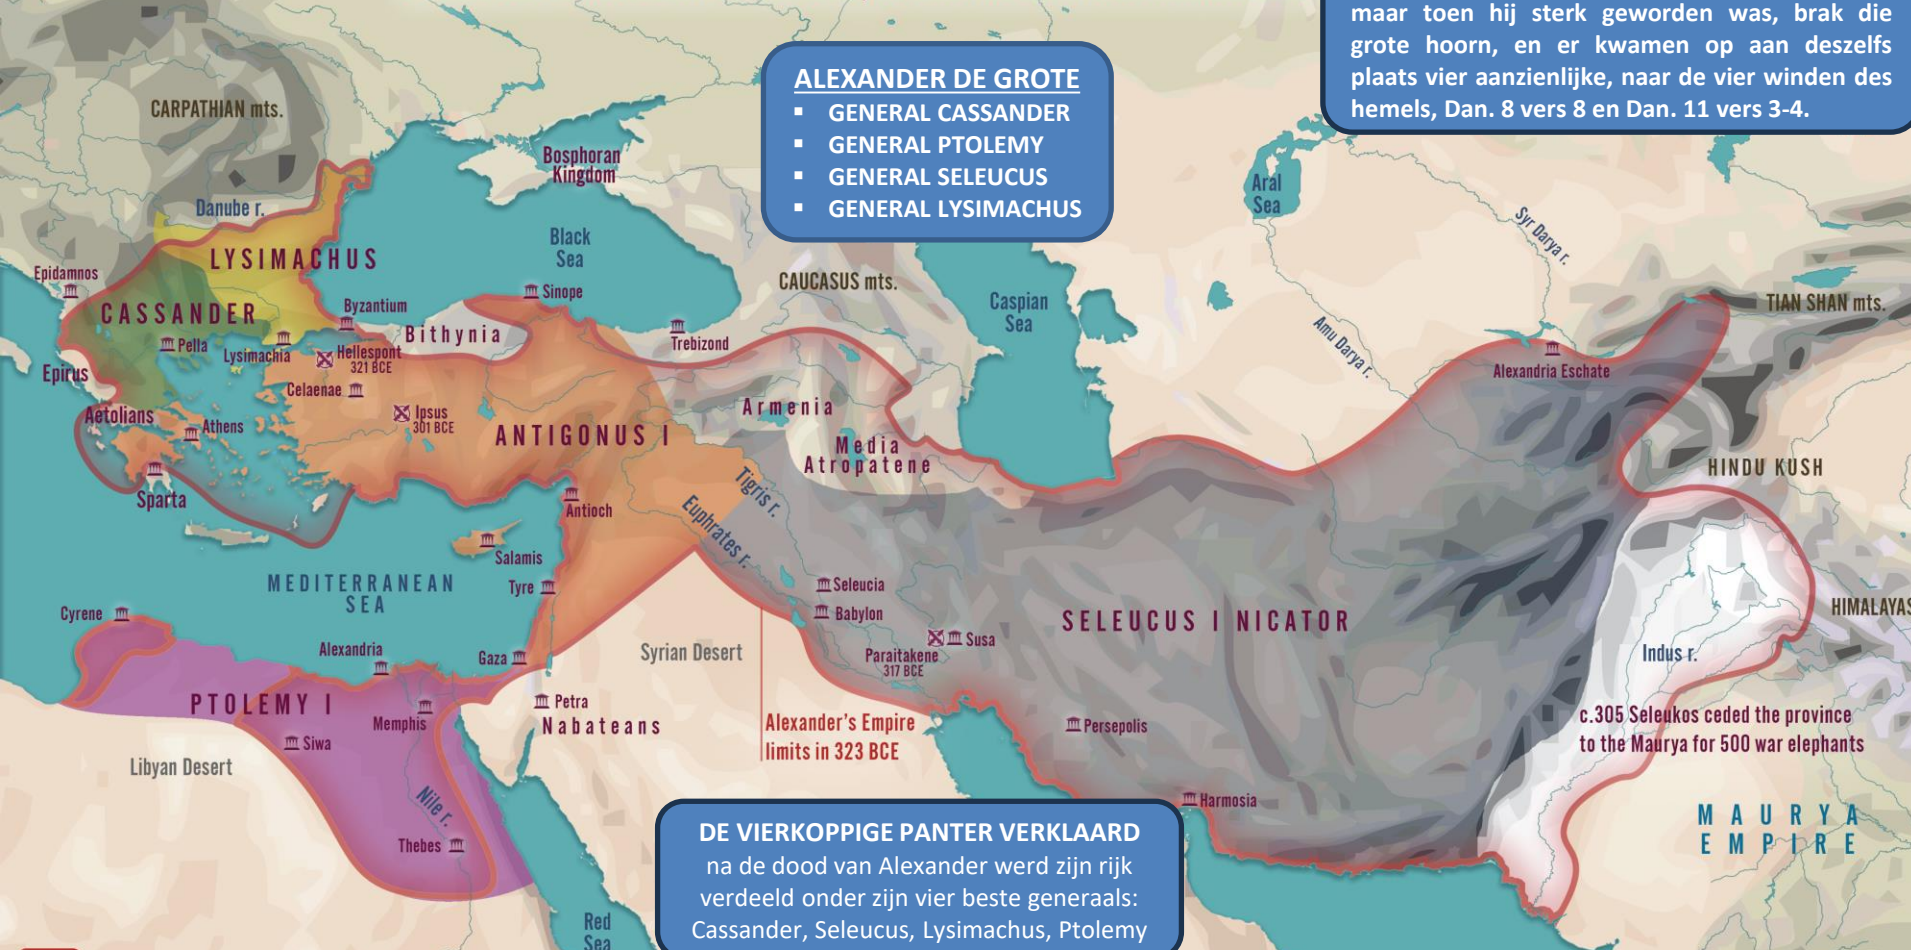 maar toen hij sterk geworden was, brak die
grote hoorn, en er kwamen op aan deszelfs
plaats vier aanzienlijke, naar de vier winden des
hemels, Dan. 8 vers 8 en Dan. 11 vers 3-4.
ALEXANDER DE GROTE
▪ GENERAL CASSANDER
▪ GENERAL PTOLEMY
▪ GENERAL SELEUCUS
▪ GENERAL LYSIMACHUS
CARPATHIAN mts.
Bosphoran
Kingdom
Aral
Sea
Danube r.
Syr Darya r.
Black
Sea
LYSIMACHUS
Epidamnos
CAUCASUS mts.
Sinope
Caspian
Sea
TIAN SHAN mts.
CASSANDER
Byzantium
Bithynia
Trebizond
Amu Darya r.
Pella
Lysimachia
Hellespont
321 BCE
Alexandria Eschate
Epirus
Celaenae
Armenia
Aetolians
Athens
Ipsus
301 BCE
ANTIGONUS I
Media
Atropatene
HINDU KUSH
Sparta
Tigris r.
Antioch
Euphrates r.
Salamis
MEDITERRANEAN
SEA
Tyre
Seleucia
Cyrene
Babylon
SELEUCUS I NICATOR
HIMALAYAS
Alexandria
Gaza
Syrian Desert
Susa
Paraitakene
317 BCE
Indus r.
PTOLEMY I
Memphis
Petra
Nabateans
Alexander's Empire
limits in 323 BCE
Persepolis
c.305 Seleukos ceded the province
to the Maurya for 500 war elephants
Siwa
Libyan Desert
Nile r.
Harmosia
MAURYA
EMPIRE
Thebes
DE VIERKOPPIGE PANTER VERKLAARD
na de dood van Alexander werd zijn rijk
verdeeld onder zijn vier beste generaals:
Cassander, Seleucus, Lysimachus, Ptolemy
Red
Sea